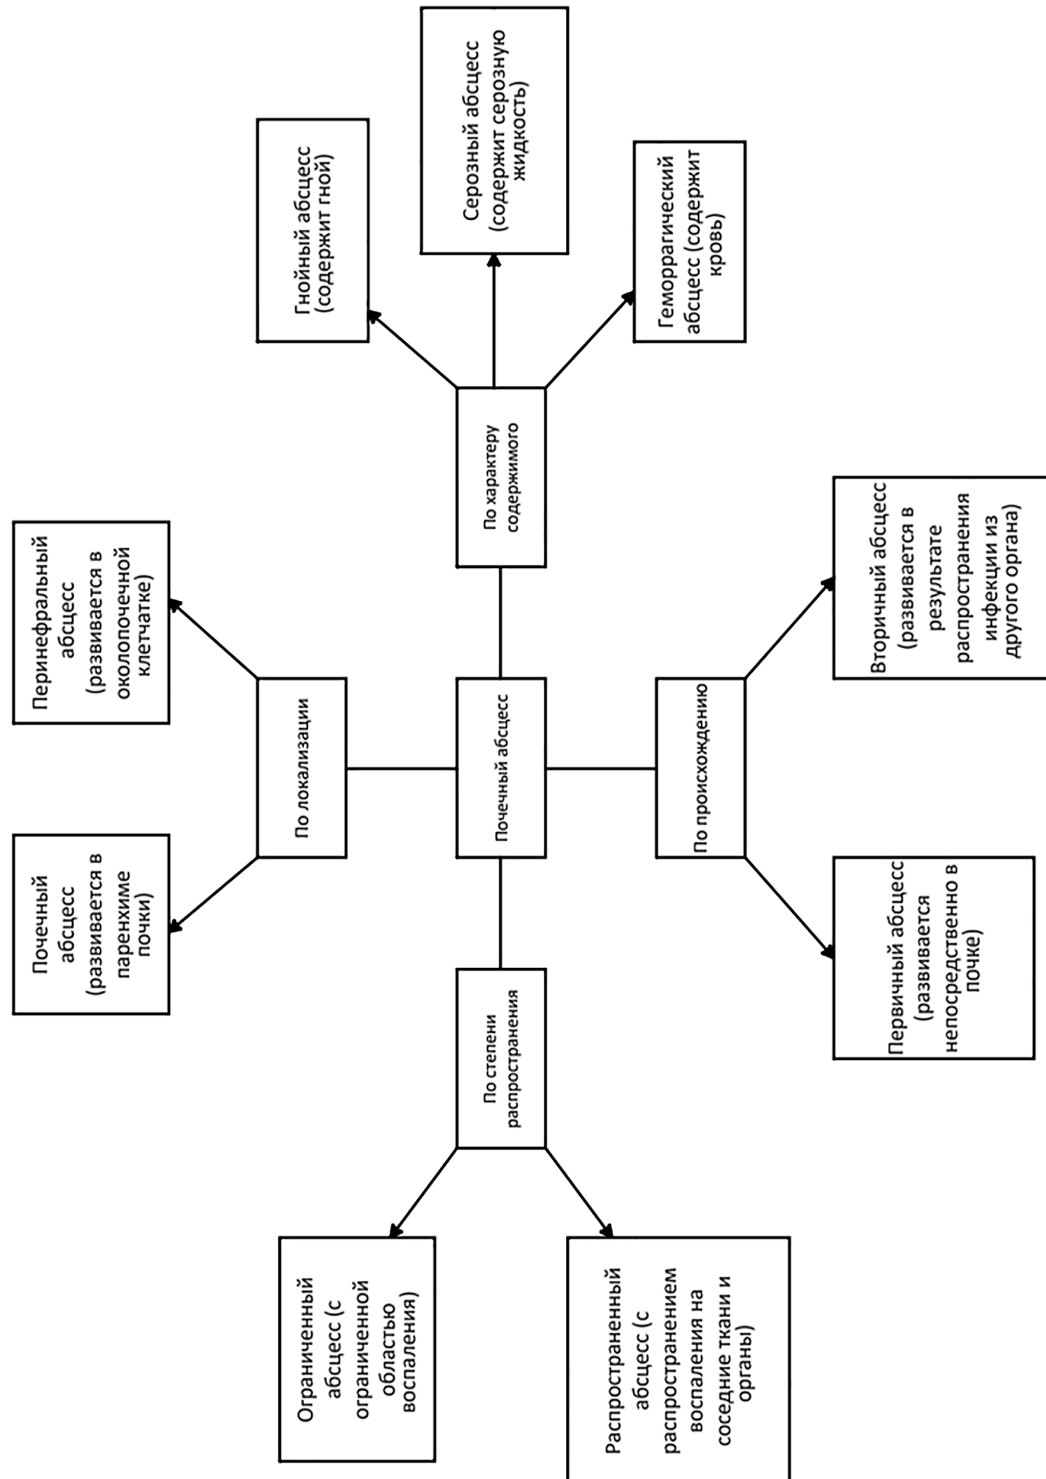 Ограниченный
абсцесс (с
ограниченной
областью
воспаления)
Распространенный
абсцесс (с
распространением
воспаления на
соседние ткани и
органы)
По степени
распространения
Почечный
абсцесс
(развивается в
паренхиме
почки)
Перинефральный
абсцесс
(развивается в
околопочечной
клетчатке)
По локализации
Почечный абсцесс
По происхождению
Первичный абсцесс
(развивается
непосредственно в
почке)
Вторичный абсцесс
(развивается в
результате
распространения
инфекции из
другого органа)
По характеру
содержимого
Гнойный абсцесс
(содержит гной)
Серозный абсцесс
(содержит серозную
жидкость)
Геморрагический
абсцесс (содержит
кровь)